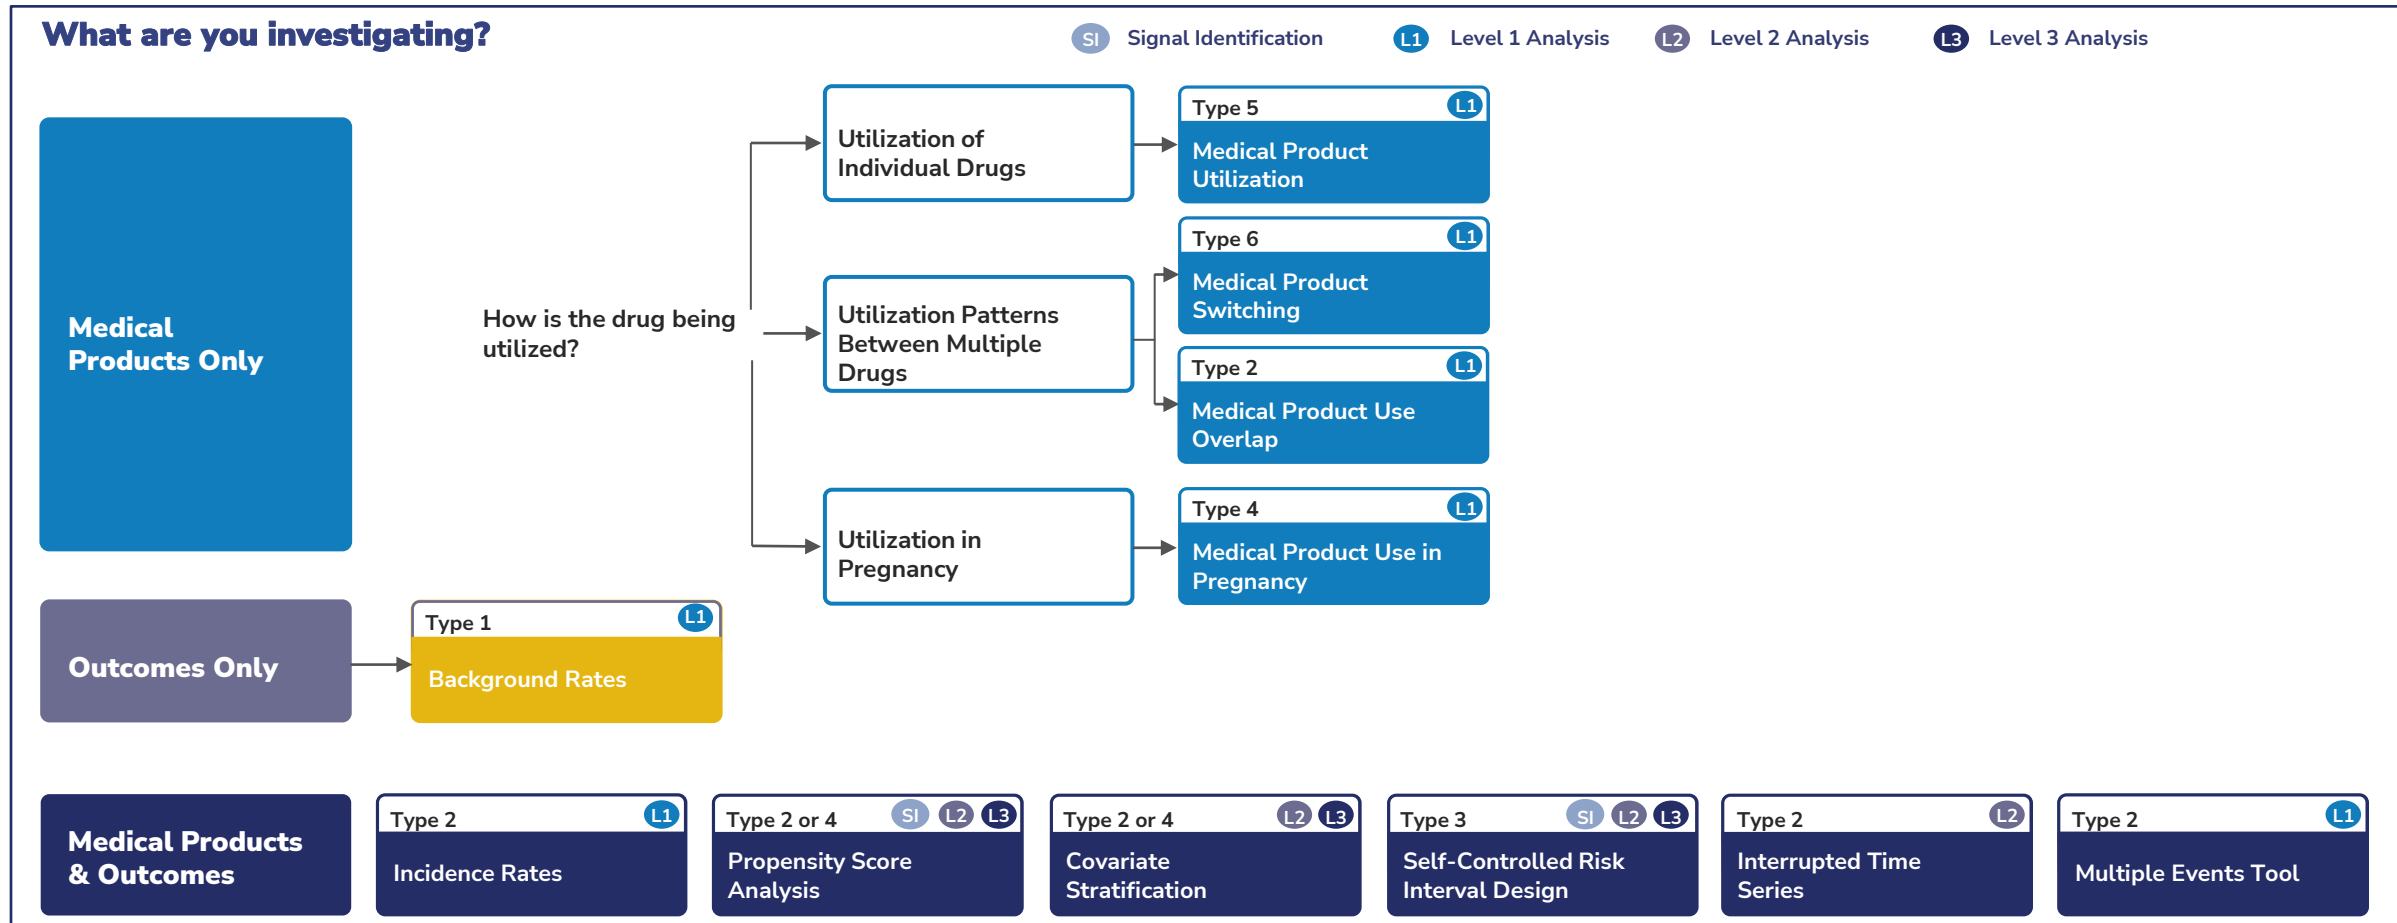 What are you investigating?
SI Signal Identification
L1 Level 1 Analysis
L2 Level 2 Analysis
L3 Level 3 Analysis
Medical
Products Only
How is the drug being
utilized?
Utilization of
Individual Drugs
Type 5
L1
Medical Product
Utilization
Utilization Patterns
Between Multiple
Drugs
Type 6
L1
Medical Product
Switching
Type 2
L1
Medical Product Use
Overlap
Utilization in
Pregnancy
Type 4
L1
Medical Product Use in
Pregnancy
Outcomes Only
Type 1
L1
Background Rates
Medical Products
& Outcomes
Type 2
L1
Incidence Rates
Type 2 or 4
SI L2 L3
Propensity Score
Analysis
Type 2 or 4
L2 L3
Covariate
Stratification
Type 3
SI L2 L3
Self-Controlled Risk
Interval Design
Type 2
L2
Interrupted Time
Series
Type 2
L1
Multiple Events Tool